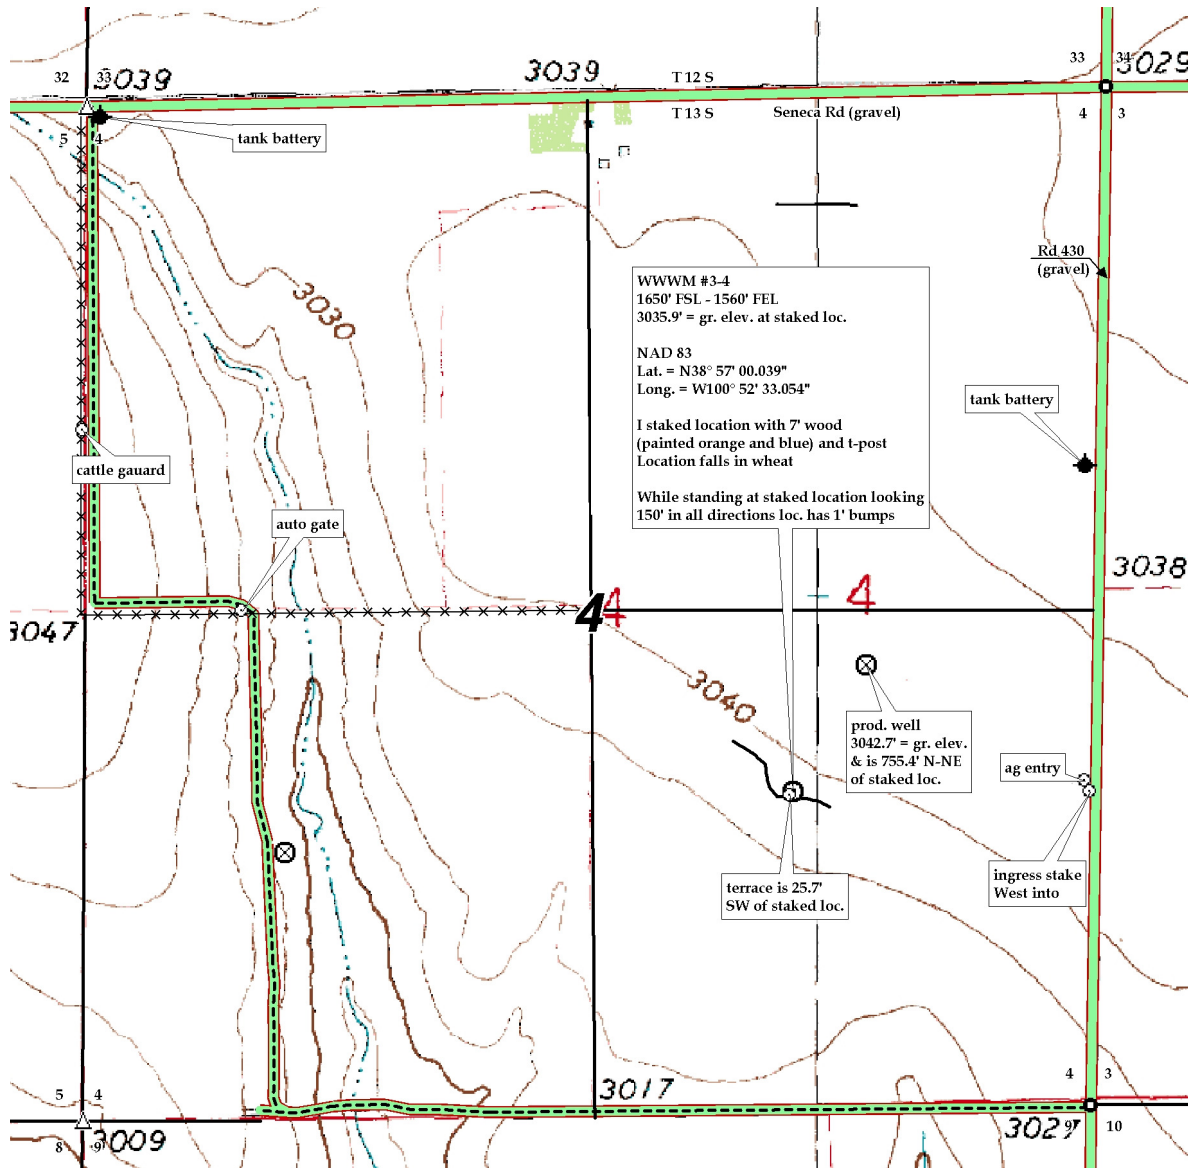 32
33
3039
3039
T 12 S
T 13 S
Seneca Rd (gravel)
33
34
3029
5
4
4
3
tank battery
Rd 430
(gravel)
3030
WWWM #3-4
1650' FSL - 1560' FEL
3035.9' = gr. elev. at staked loc.
NAD 83
Lat. = N38° 57' 00.039"
Long. = W100° 52' 33.054"
I staked location with 7' wood
(painted orange and blue) and t-post
Location falls in wheat
While standing at staked location looking
150' in all directions loc. has 1' bumps
tank battery
cattle gauard
auto gate
3038
4
4
4
3047
3040
prod. well
3042.7' = gr. elev.
& is 755.4' N-NE
of staked loc.
ag entry
ingress stake
West into
terrace is 25.7'
SW of staked loc.
5
4
3017
4
3
8
9
3009
3027
9
10